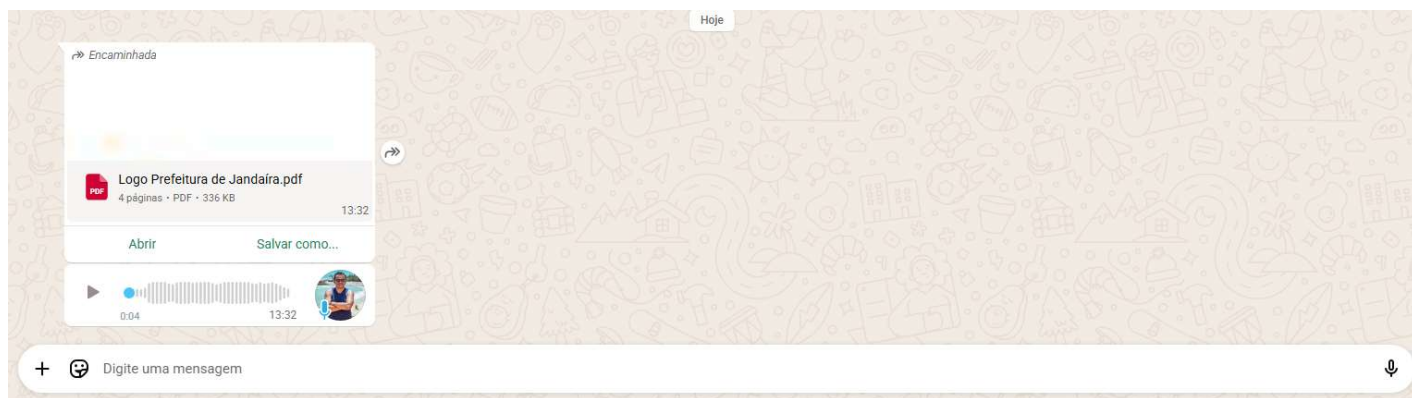 Hoje
Encaminhada
PDF
Logo Prefeitura de Jandaíra.pdf
4 páginas • PDF • 336 KB
13:32
Abrir
Salvar como...
0:04
13:32
Digite uma mensagem